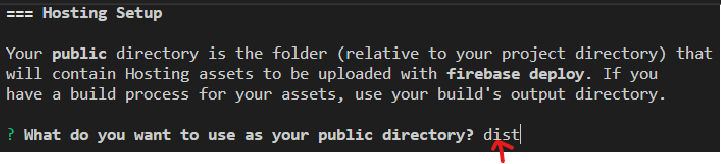 === Hosting Setup
Your public directory is the folder (relative to your project directory) that
will contain Hosting assets to be uploaded with firebase deploy. If you
have a build process for your assets, use your build's output directory.
? What do you want to use as your public directory? dist